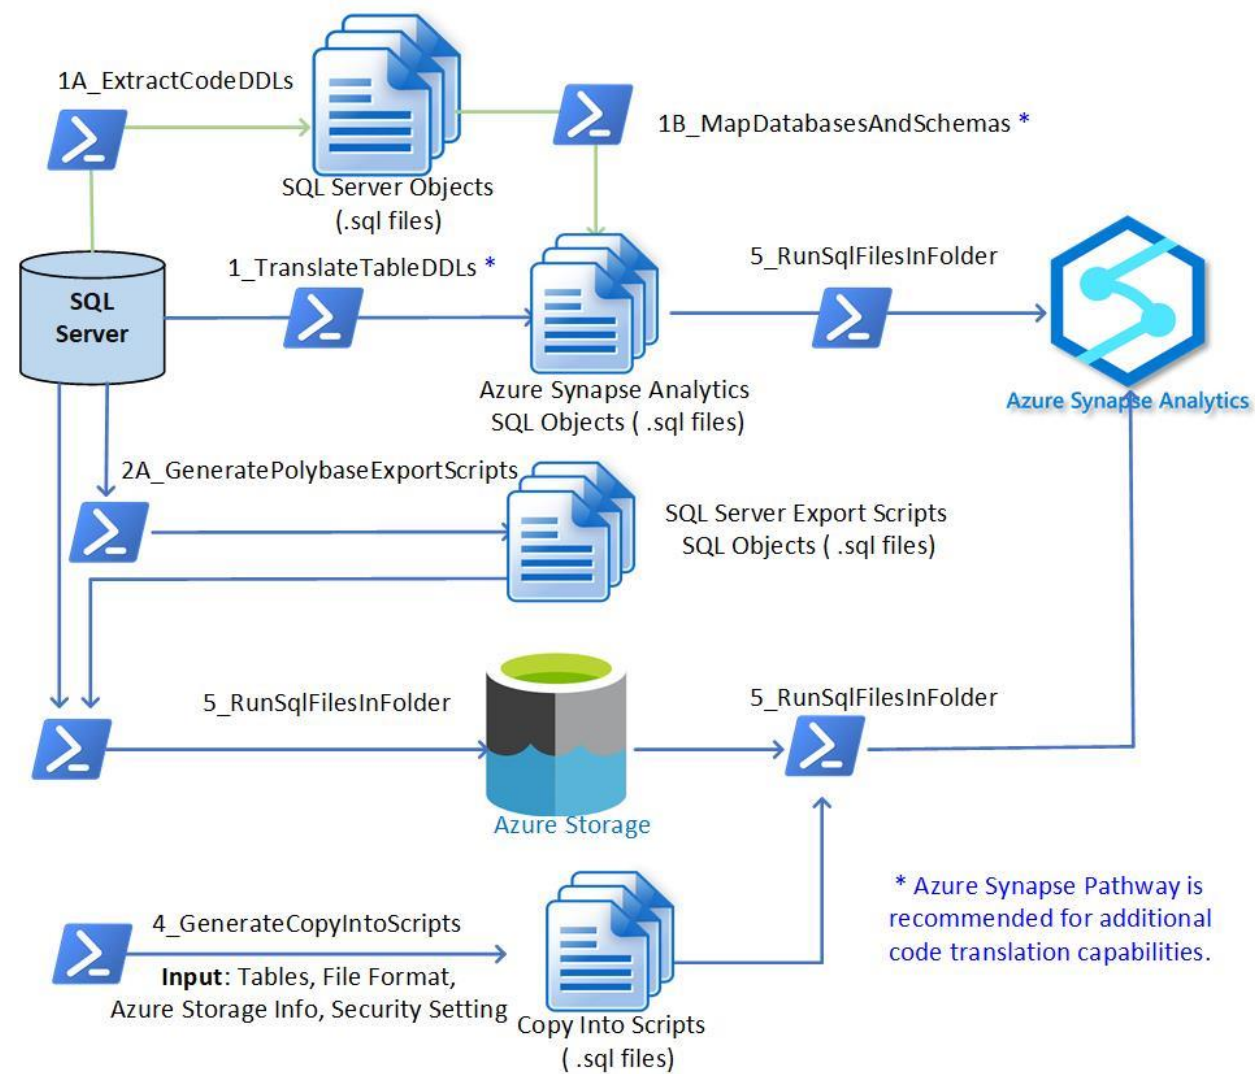 1A_ExtractCodeDDLs
1B_MapDatabasesAndSchemas *
SQL Server Objects
(.sql files)
SQL
Server
1_TranslateTableDDLs *
5_RunSqlFilesInFolder
Azure Synapse Analytics
SQL Objects ( .sql files)
Azure Synapse Analytics
2A_GeneratePolybaseExportScripts
SQL Server Export Scripts
SQL Objects ( .sql files)
5_RunSqlFilesInFolder
5_RunSqlFilesInFolder
Azure Storage
4_GenerateCopyIntoScripts
Input: Tables, File Format,
Azure Storage Info, Security Setting
Copy Into Scripts
( .sql files)
* Azure Synapse Pathway is
recommended for additional
code translation capabilities.